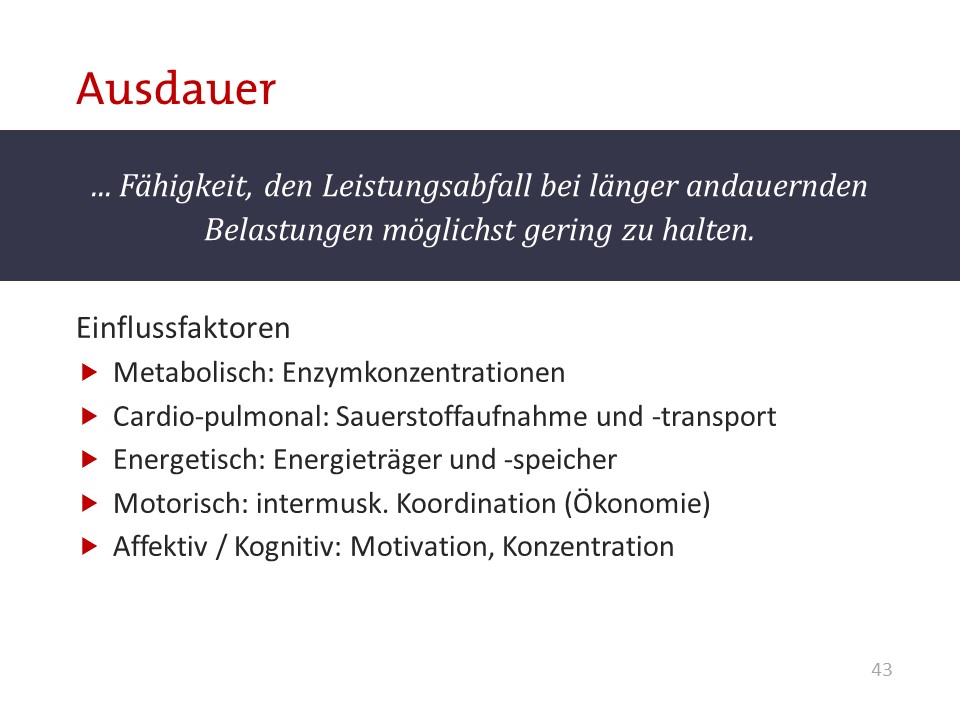 Ausdauer
... Fähigkeit, den Leistungsabfall bei länger andauernden
Belastungen möglichst gering zu halten.
Einflussfaktoren
Metabolisch: Enzymkonzentrationen
Cardio-pulmonal: Sauerstoffaufnahme und -transport
Energetisch: Energieträger und -speicher
Motorisch: intermusk. Koordination (Ökonomie)
Affektiv / Kognitiv: Motivation, Konzentration
43